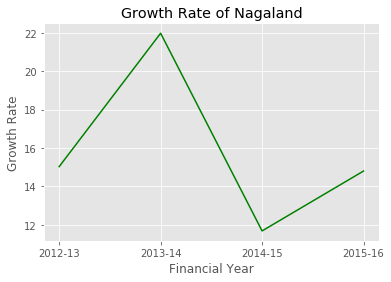 Growth Rate of Nagaland
Growth Rate
22
20
18
16
14
12
2012-13 2013-14 2014-15 2015-16
Financial Year